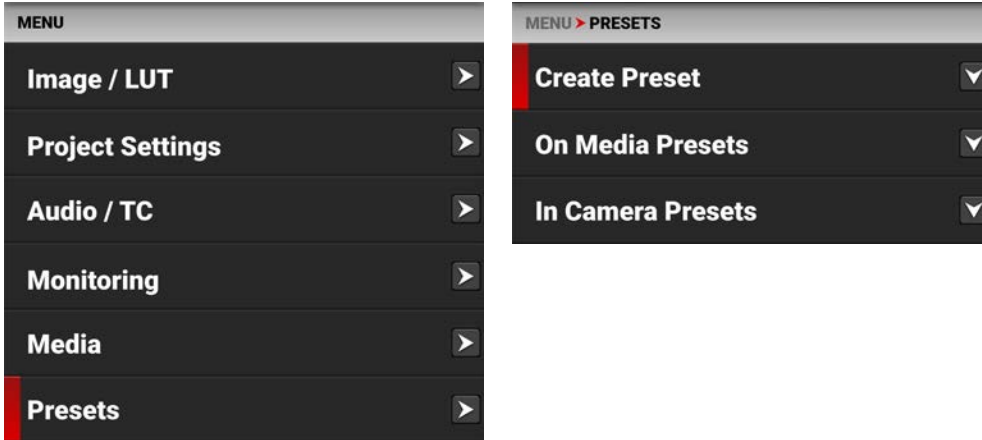 MENU
Image / LUT
Project Settings
Audio / TC
Monitoring
Media
Presets
MENU > PRESETS
Create Preset
On Media Presets
In Camera Presets